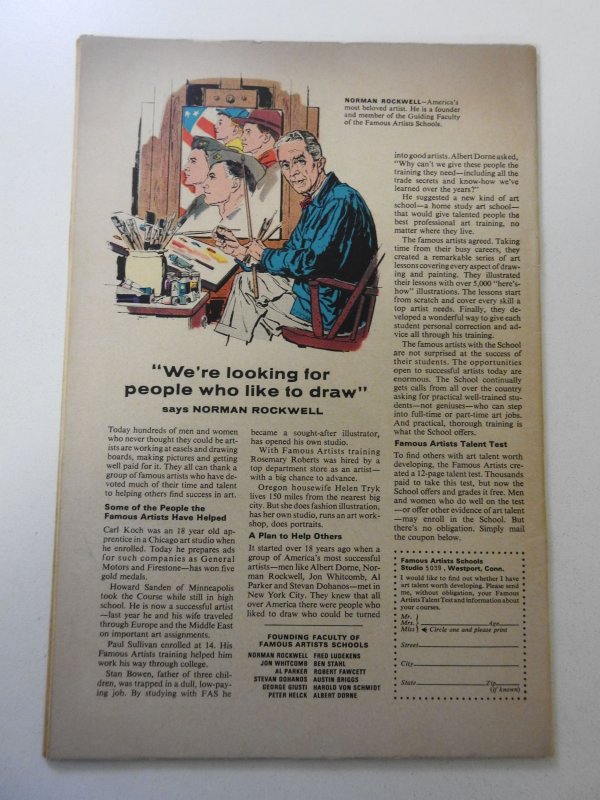 NORMAN ROCKWELL—America's
most beloved artist. He is a founder
and member of the Guiding Faculty
of the Famous Artists Schools.
"We're looking for
people who like to draw"
says NORMAN ROCKWELL
Today hundreds of men and women
who never thought they could be art-
ists are working at easels and drawing
boards, making pictures and getting
well paid for it. They all can thank a
group of famous artists who have de-
voted much of their time and talent
to helping others find success in art.
Some of the People the
Famous Artists Have Helped
Carl Koch was an 18 year old ap-
prentice in a Chicago art studio when
he enrolled. Today he prepares ads
for such companies as General
Motors and Firestone—has won five
gold medals.
Howard Sanden of Minneapolis
took the Course while still in high
school. He is now a successful artist
—last year he and his wife traveled
through Europe and the Middle East
on important art assignments.
Paul Sullivan enrolled at 14. His
Famous Artists training helped him
work his way through college.
Stan Bowen, father of three chil-
dren, was trapped in a dull, low-pay-
ing job. By studying with FAS he
became a sought-after illustrator,
has opened his own studio.
With Famous Artists training
Rosemary Roberts was hired by a
top department store as an artist—
with a big chance to advance.
Oregon housewife Helen Tryk
lives 150 miles from the nearest big
city. But she does fashion illustration,
has her own studio, runs an art work-
shop, does portraits.
A Plan to Help Others
It started over 18 years ago when a
group of America's most successful
artists—men like Albert Dorne, Nor-
man Rockwell, Jon Whitcomb, Al
Parker and Stevan Dohanos—met in
New York City. They knew that all
over America there were people who
liked to draw who could be turned
FOUNDING FACULTY OF
FAMOUS ARTISTS SCHOOLS
NORMAN ROCKWELL FRED LUDEKENS
JON WHITCOMB BEN STAHL
AL PARKER ROBERT FAWCETT
STEVAN DOHANOS AUSTIN BRIGGS
GEORGE GIUSTI HAROLD VON SCHMIDT
PETER HELCK ALBERT DORNE
into good artists. Albert Dorne asked,
"Why can't we give these people the
training they need—including all the
trade secrets and know-how we've
learned over the years?"
He suggested a new kind of art
school—a home study art school—
that would give talented people the
best professional art training, no
matter where they live.
The famous artists agreed. Taking
time from their busy careers, they
created a remarkable series of art
lessons covering every aspect of draw-
ing and painting. They illustrated
their lessons with over 5,000 "here's-
how" illustrations. The lessons start
from scratch and cover every skill a
top artist needs. Finally, they de-
veloped a wonderful way to give each
student personal correction and ad-
vice all through his training.
The famous artists with the School
are not surprised at the success of
their students. The opportunities
open to successful artists today are
enormous. The School continually
gets calls from all over the country
asking for practical well-trained stu-
dents—not geniuses—who can step
into full-time or part-time art jobs.
And practical, thorough training is
what the School offers.
Famous Artists Talent Test
To find others with art talent worth
developing, the Famous Artists cre-
ated a 12-page talent test. Thousands
paid to take this test, but now the
School offers and grades it free. Men
and women who do well on the test
—or offer other evidence of art talent
—may enroll in the School. But
there's no obligation. Simply mail
the coupon below.
Famous Artists Schools
Studio 5039, Westport, Conn.
I would like to find out whether I have
art talent worth developing. Please send
me, without obligation, your Famous
Artists Talent Test and information about
your courses.
Mr.
Mrs. Age
Miss Circle one and please print
Street
City
State Zip
(if known)